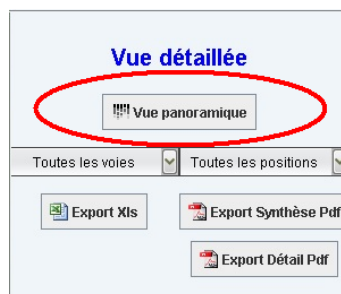 Vue détaillée
Vue panoramique
Toutes les voies Toutes les positions
Export Xls Export Synthèse Pdf
Export Détail Pdf